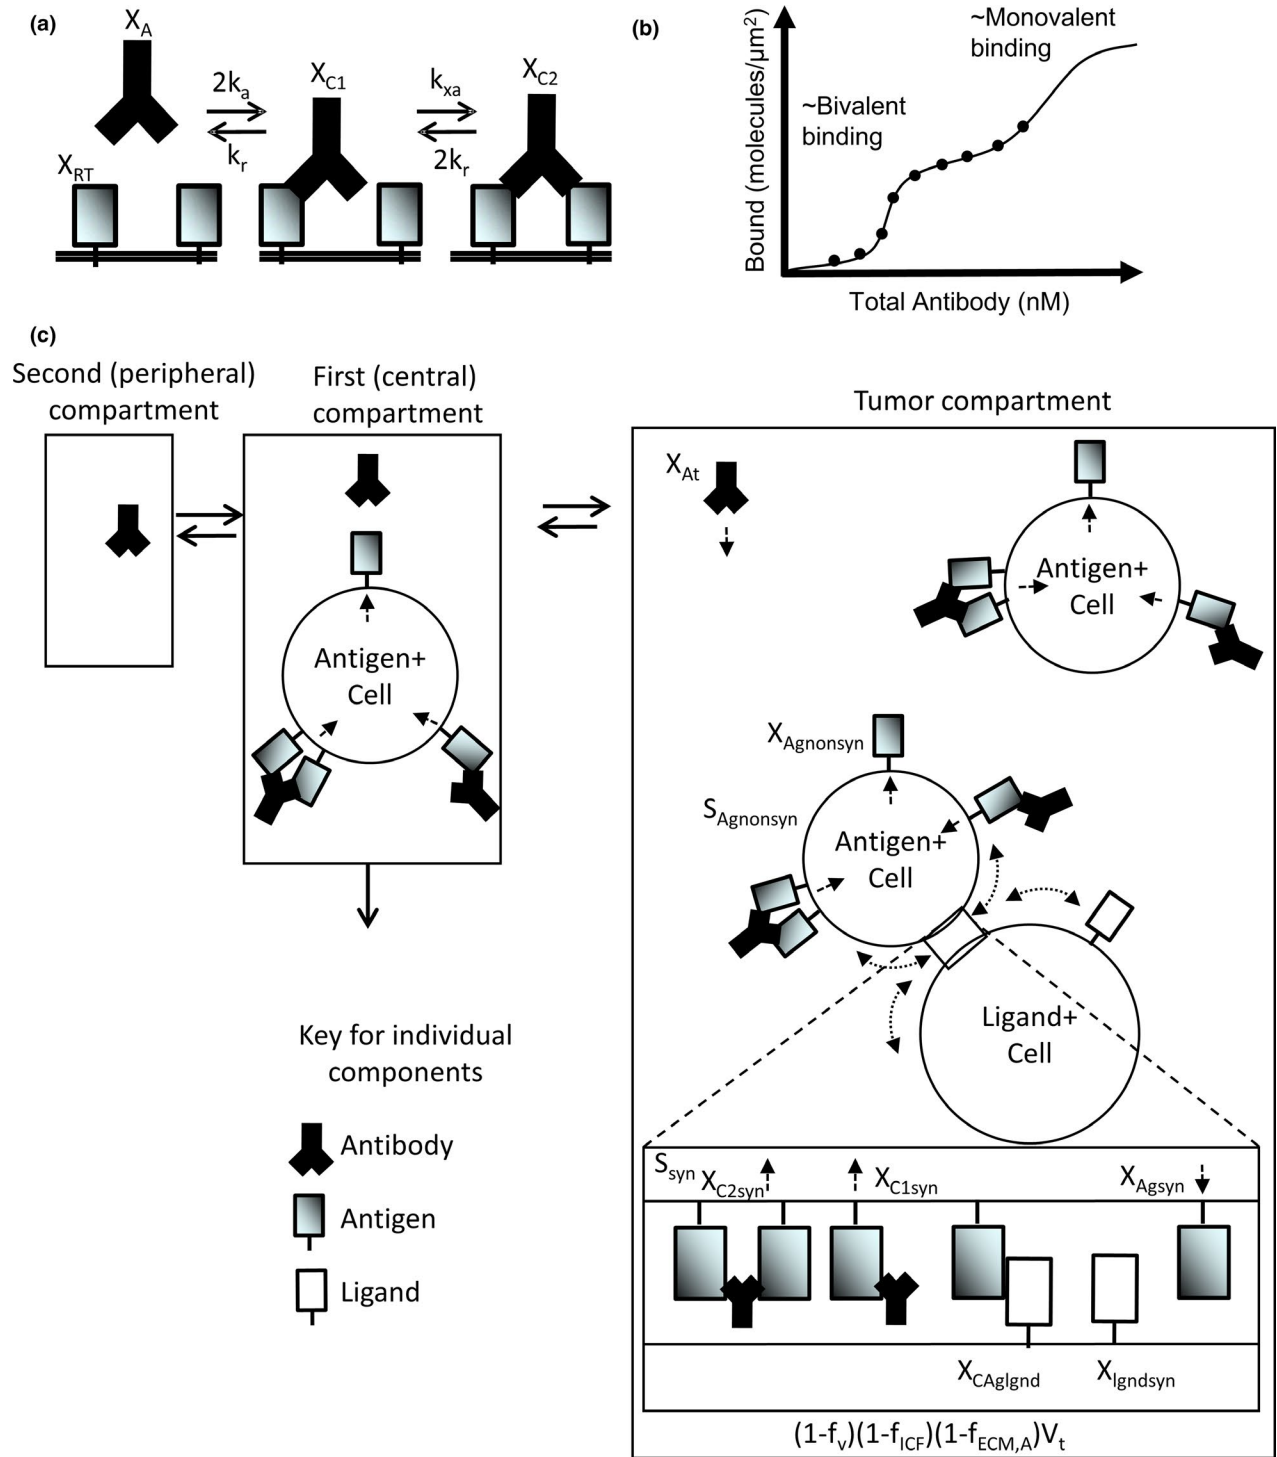 (a)
X_A
2k_a
k_r
X_RT
X_C1
k_xa
2k_r
X_C2
(b)
Bound (molecules/μm²)
~Bivalent
binding
~Monovalent
binding
Total Antibody (nM)
(c)
Second (peripheral)
compartment
First (central)
compartment
Antigen+
Cell
Tumor compartment
X_At
Antigen+
Cell
X_Agnonsyn
S_Agnonsyn
Antigen+
Cell
Ligand+
Cell
Key for individual
components
Antibody
Antigen
Ligand
S_syn
X_C2syn
X_C1syn
X_Agsyn
X_CAglgnd
X_lgndsyn
(1-f_v)(1-f_ICF)(1-f_ECM,A)V_t